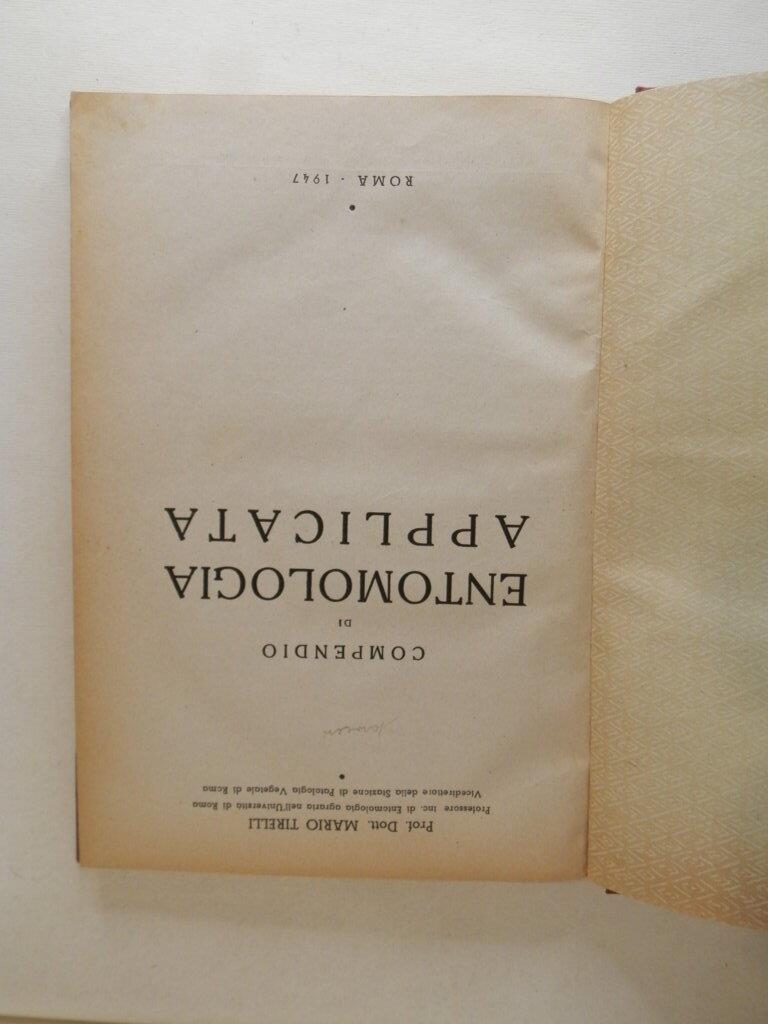 Prof. Dott. MARIO TIRELLI
Professore inc. di Entomologia agraria nell'Università di Roma
Vicedirettore della Stazione di Patologia Vegetale di Roma
COMPENDIO
DI
ENTOMOLOGIA
APPLICATA
ROMA - 1947